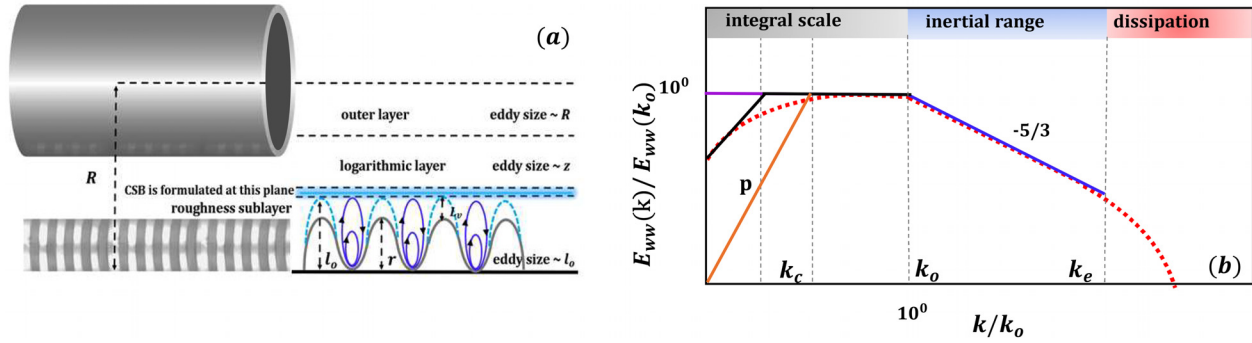 (a)
outer layer
eddy size ~ R
R
logarithmic layer
eddy size ~ z
CSB is formulated at this plane
roughness sublayer
L_v
l_o
r
eddy size ~ l_o
integral scale
inertial range
dissipation
10^0
E_ww(k)/E_ww(k_o)
-5/3
p
k_c
k_o
k_e
(b)
10^0
k/k_o